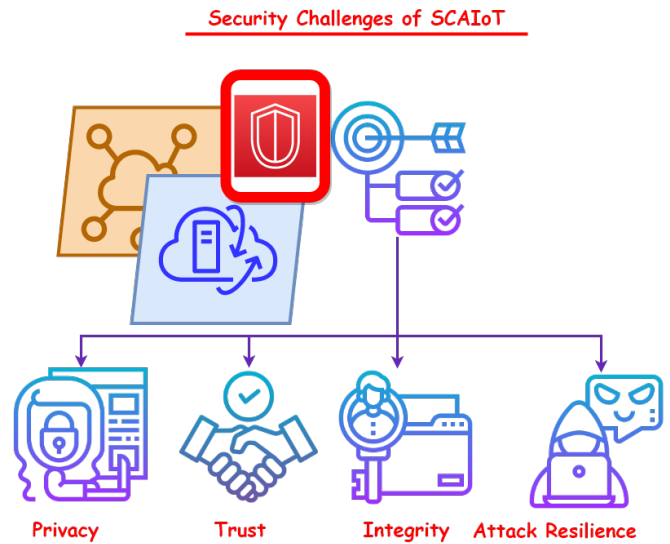 Security Challenges of SCAIoT
Privacy
Trust
Integrity
Attack Resilience